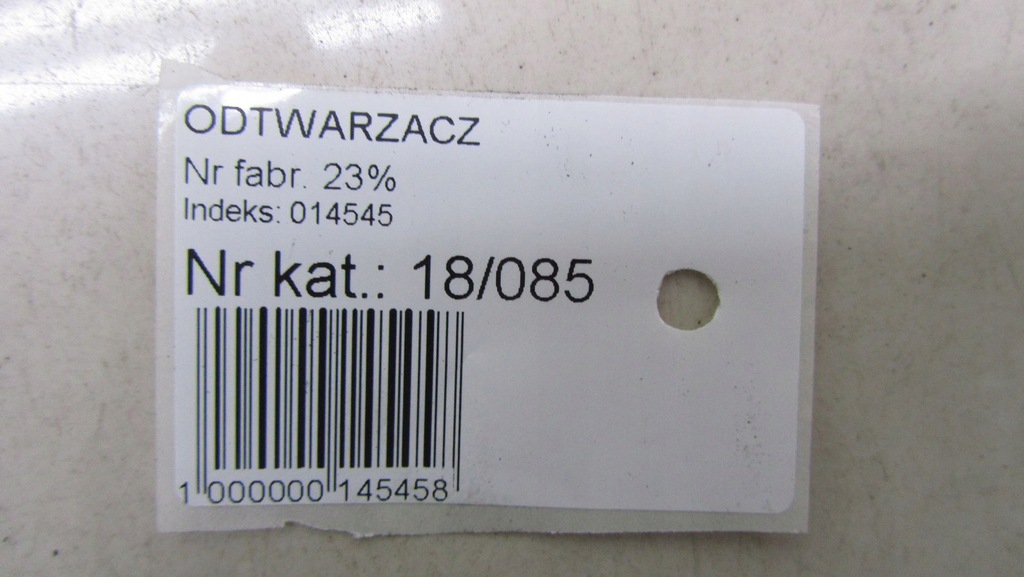 ODTWARZACZ
Nr fabr. 23%
Indeks: 014545
Nr kat.: 18/085
1 000000 145458